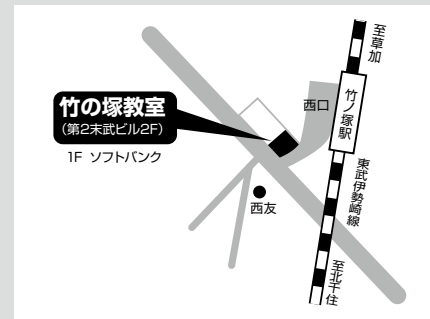 至草加
竹ノ塚駅
西口
竹の塚教室
(第2末武ビル2F)
1F ソフトバンク
西友
東武伊勢崎線
至北千住